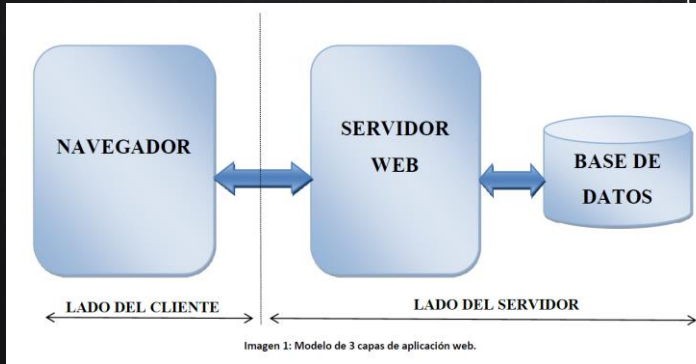 NAVEGADOR
SERVIDOR
WEB
BASE DE
DATOS
LADO DEL CLIENTE
LADO DEL SERVIDOR
Imagen 1: Modelo de 3 capas de aplicación web.